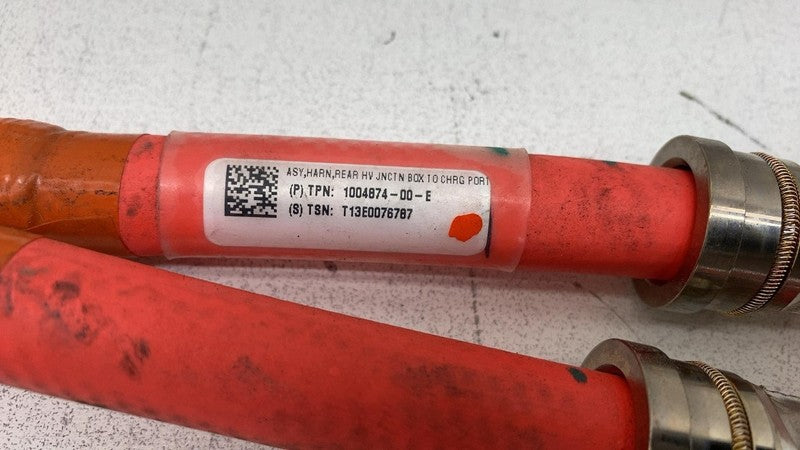 ASY,HARN,REAR HV JNCTN BOX TO CHRG PORT
(P) TPN: 1004874-00-E
(S) TSN: T13E0076787